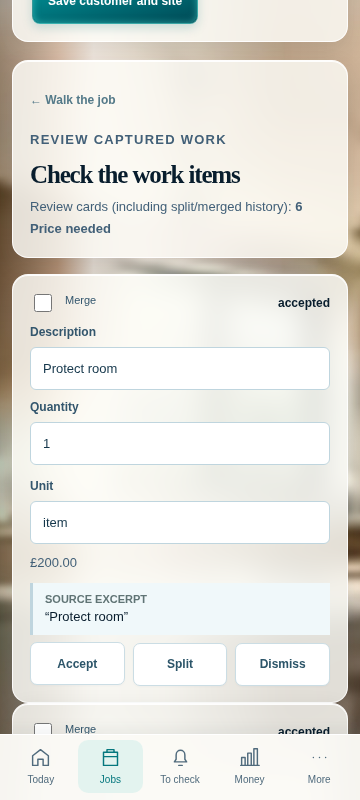 Save customer and site
← Walk the job
REVIEW CAPTURED WORK
Check the work items
Review cards (including split/merged history): 6
Price needed
Merge
accepted
Description
Protect room
Quantity
1
Unit
item
£200.00
SOURCE EXCERPT
“Protect room”
Accept
Split
Dismiss
Merge
accepted
Today
Jobs
To check
Money
More